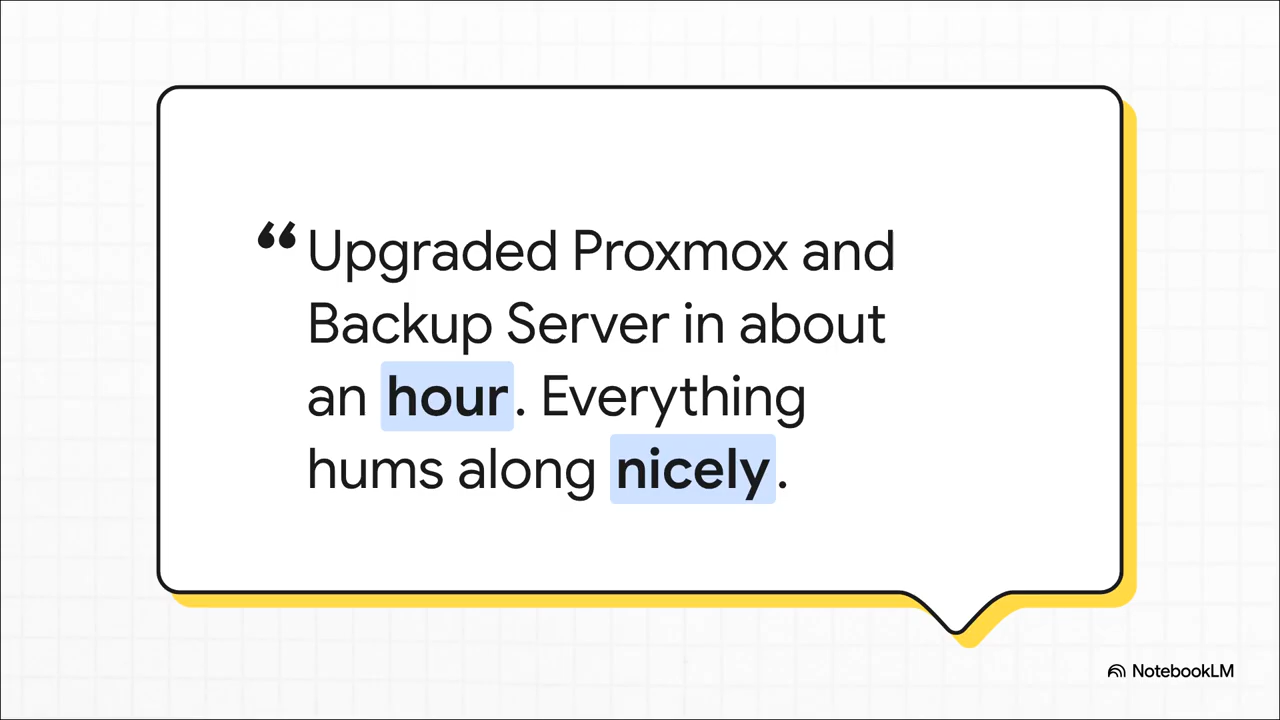 “Upgraded Proxmox and
Backup Server in about
an hour. Everything
hums along nicely.
NotebookLM